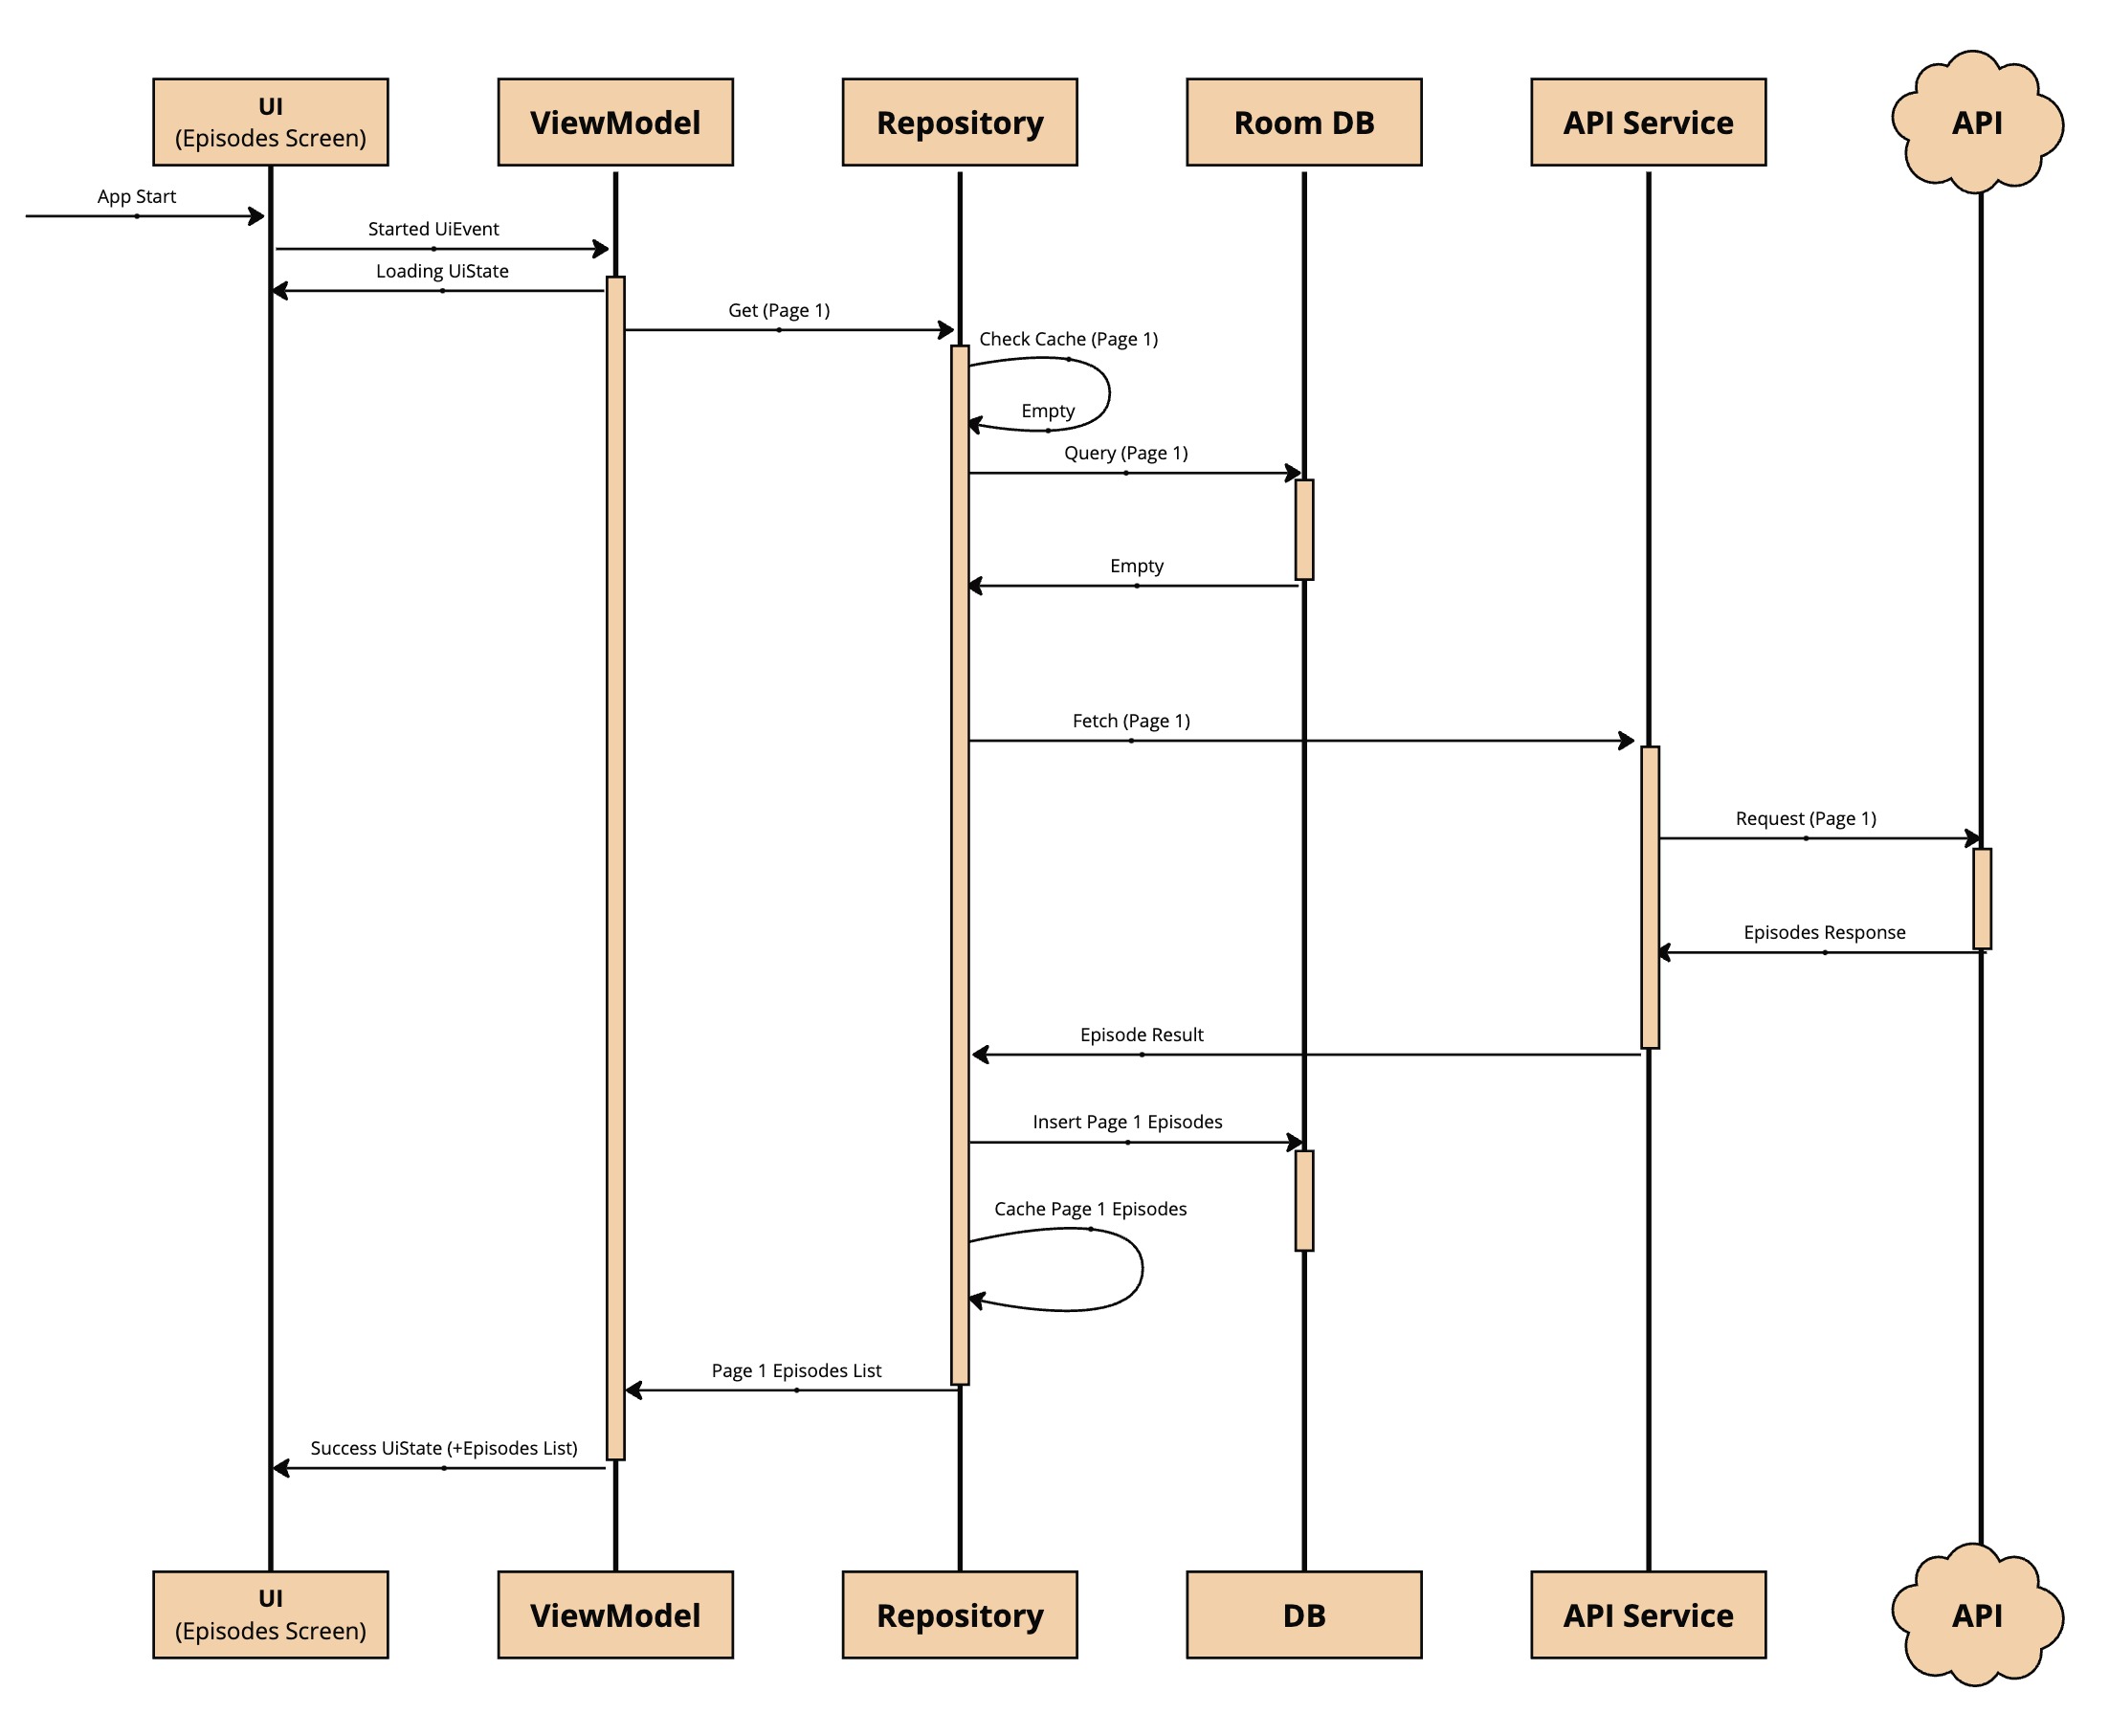 UI
(Episodes Screen)
ViewModel
Repository
Room DB
API Service
API
App Start
Started UiEvent
Loading UiState
Get (Page 1)
Check Cache (Page 1)
Empty
Query (Page 1)
Empty
Fetch (Page 1)
Request (Page 1)
Episodes Response
Episode Result
Insert Page 1 Episodes
Cache Page 1 Episodes
Page 1 Episodes List
Success UiState (+Episodes List)
UI
(Episodes Screen)
ViewModel
Repository
DB
API Service
API